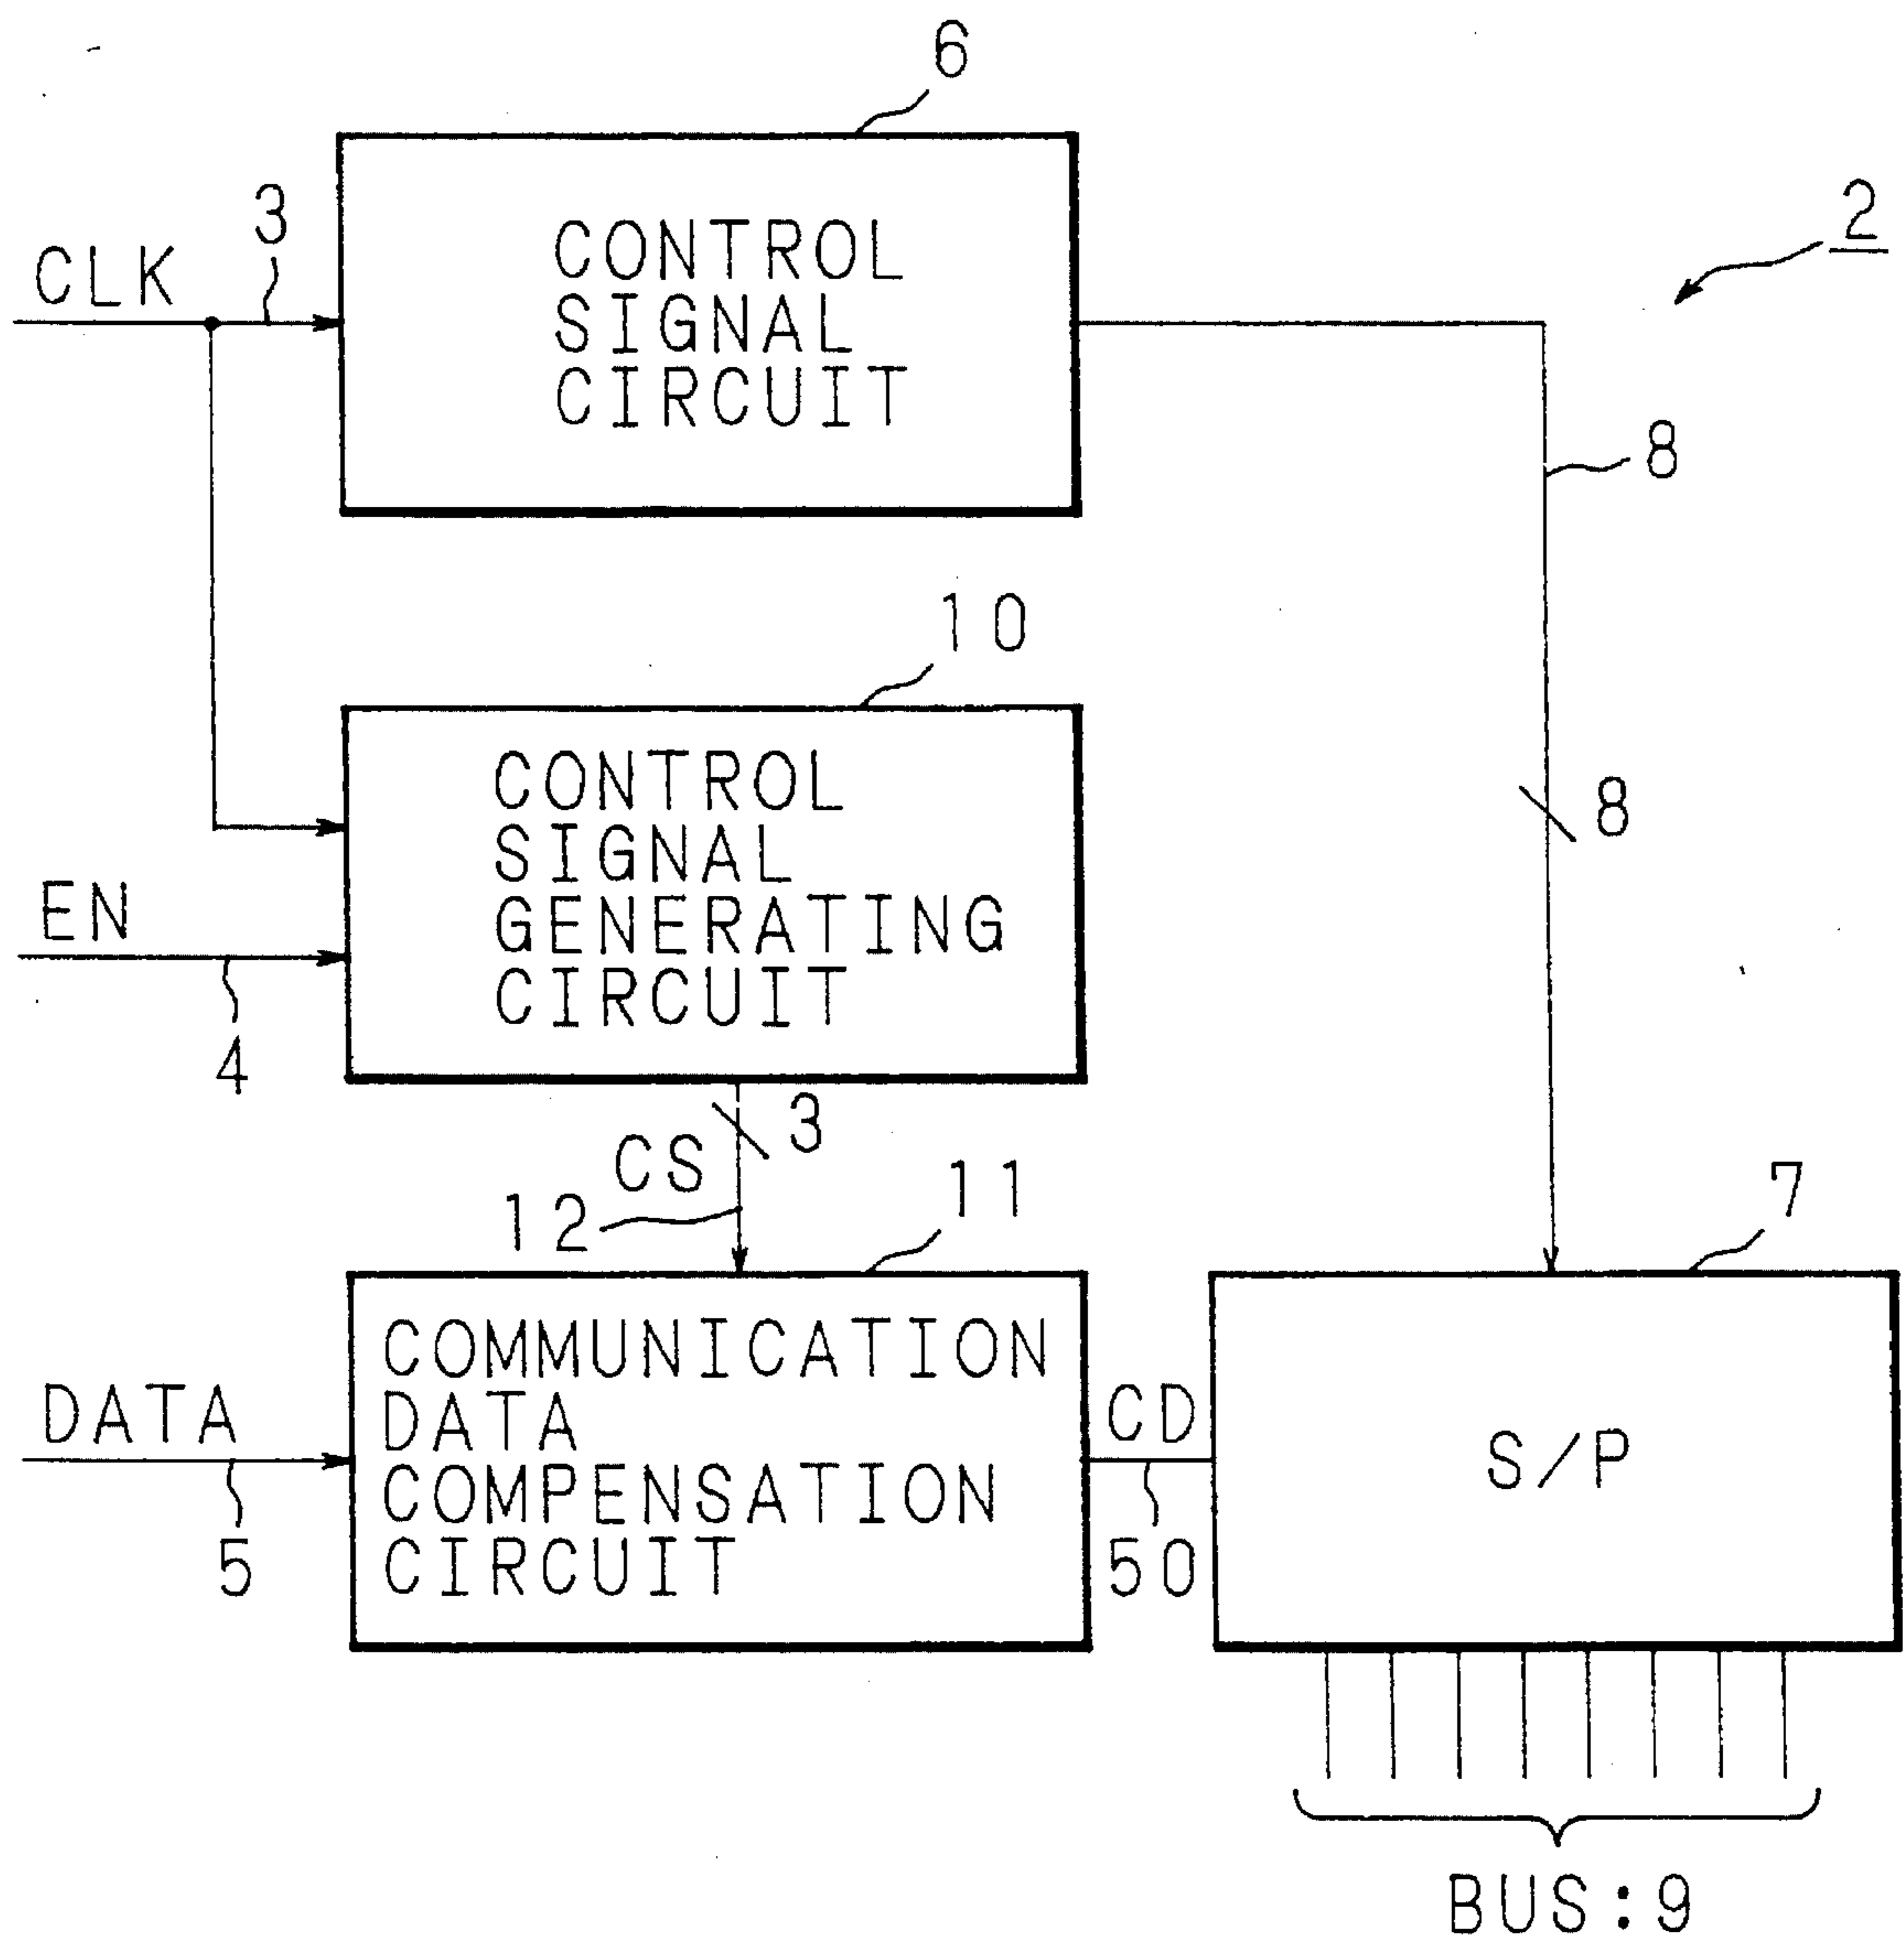 6
CLK
3
CONTROL
SIGNAL
CIRCUIT
2
8
10
8
CONTROL
SIGNAL
GENERATING
CIRCUIT
EN
4
3
CS
12
11
7
DATA
5
COMMUNICATION
DATA
COMPENSATION
CIRCUIT
CD
50
S/P
BUS:9